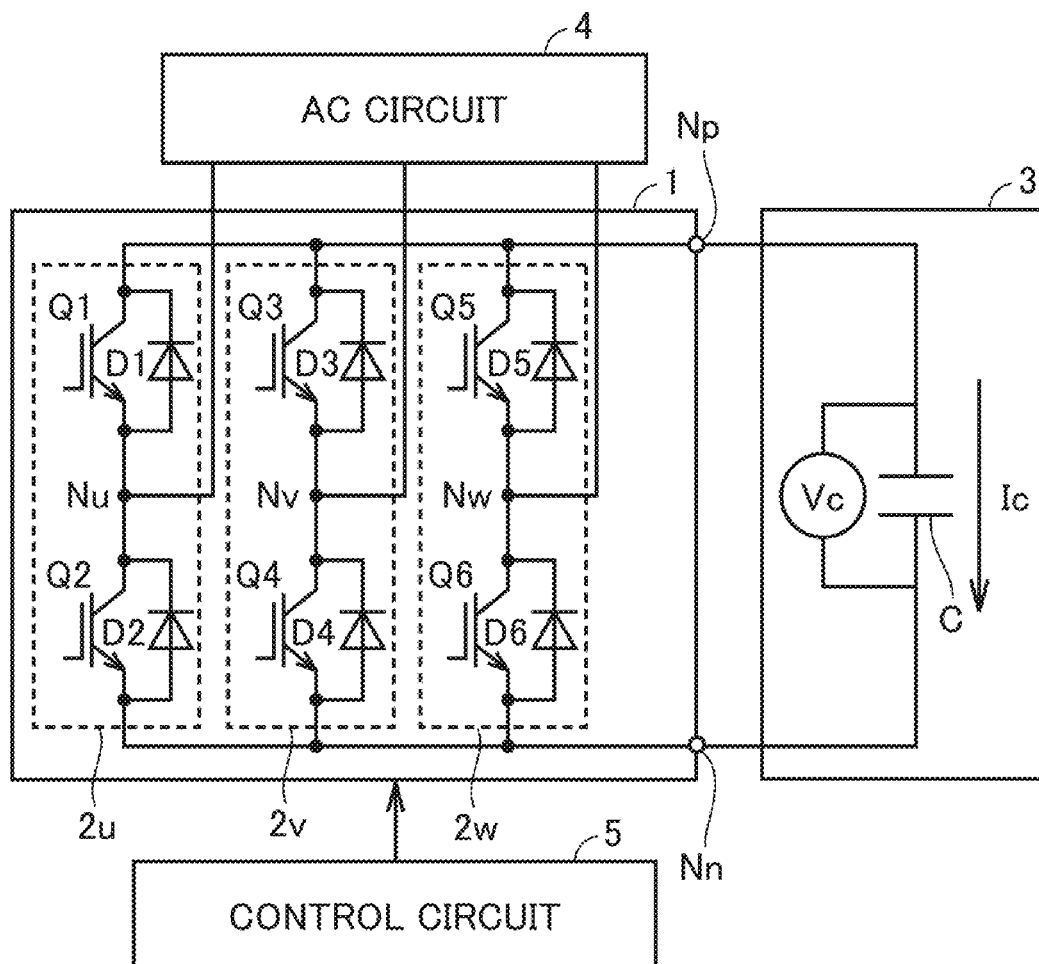 4
AC CIRCUIT
Np
1
3
Q1
Q3
Q5
D1
D3
D5
Nu
Nv
Nw
Vc
Ic
Q2
Q4
Q6
D2
D4
D6
C
2u
2v
2w
5
Nn
CONTROL CIRCUIT